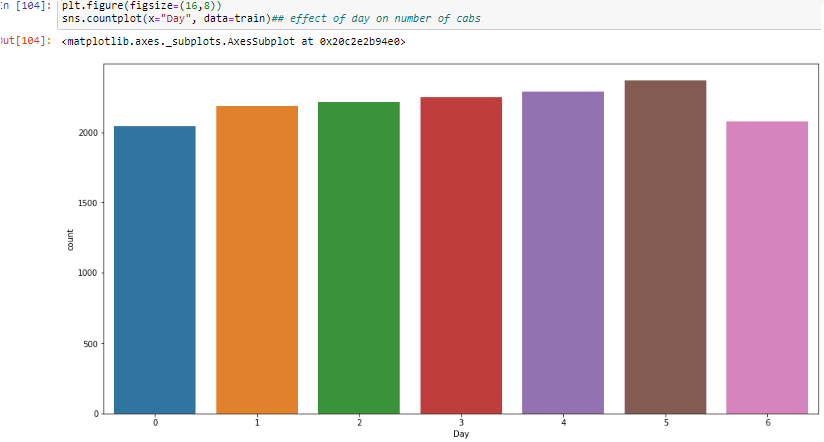 In [104]: plt.figure(figsize=(16,8))
sns.countplot(x="Day", data=train)## effect of day on number of cabs
Out[104]: <matplotlib.axes._subplots.AxesSubplot at 0x20c2e2b94e0>
2000
1500
1000
500
0
count
0 1 2 3 4 5 6
Day